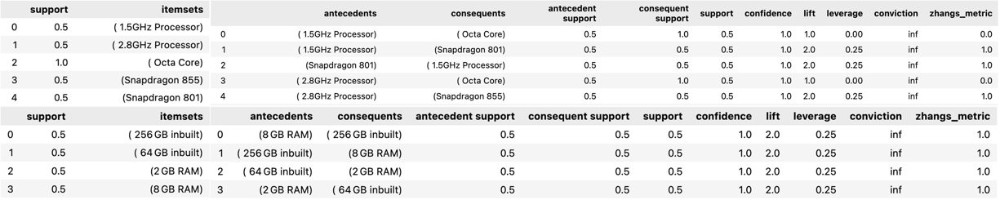 support itemsets
0 0.5 ( 1.5GHz Processor)
1 0.5 ( 2.8GHz Processor)
2 1.0 ( Octa Core)
3 0.5 (Snapdragon 855)
4 0.5 (Snapdragon 801)
antecedents consequents antecedent support consequent support support confidence lift leverage conviction zhangs_metric
0 ( 1.5GHz Processor) ( Octa Core) 0.5 1.0 0.5 1.0 1.0 0.00 inf 0.0
1 ( 1.5GHz Processor) (Snapdragon 801) 0.5 0.5 0.5 1.0 2.0 0.25 inf 1.0
2 (Snapdragon 801) ( 1.5GHz Processor) 0.5 0.5 0.5 1.0 2.0 0.25 inf 1.0
3 ( 2.8GHz Processor) ( Octa Core) 0.5 1.0 0.5 1.0 1.0 0.00 inf 0.0
4 ( 2.8GHz Processor) (Snapdragon 855) 0.5 0.5 0.5 1.0 2.0 0.25 inf 1.0
support itemsets
0 0.5 ( 256 GB inbuilt)
1 0.5 ( 64 GB inbuilt)
2 0.5 (2 GB RAM)
3 0.5 (8 GB RAM)
antecedents consequents antecedent support consequent support support confidence lift leverage conviction zhangs_metric
0 (8 GB RAM) ( 256 GB inbuilt) 0.5 0.5 0.5 1.0 2.0 0.25 inf 1.0
1 ( 256 GB inbuilt) (8 GB RAM) 0.5 0.5 0.5 1.0 2.0 0.25 inf 1.0
2 ( 64 GB inbuilt) (2 GB RAM) 0.5 0.5 0.5 1.0 2.0 0.25 inf 1.0
3 (2 GB RAM) ( 64 GB inbuilt) 0.5 0.5 0.5 1.0 2.0 0.25 inf 1.0